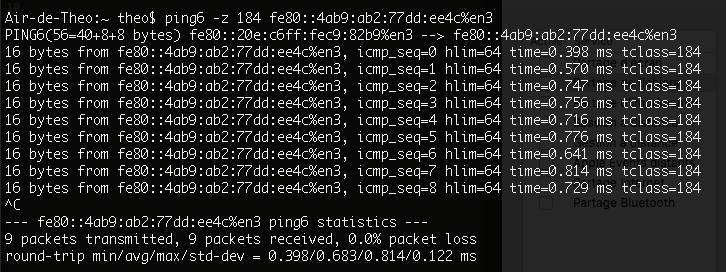 Air-de-Theo:~ theo$ ping6 -z 184 fe80::4ab9:ab2:77dd:ee4c%en3
PING6(56=40+8+8 bytes) fe80::20e:c6ff:fec9:82b9%en3 --> fe80::4ab9:ab2:77dd:ee4c%en3
16 bytes from fe80::4ab9:ab2:77dd:ee4c%en3, icmp_seq=0 hlim=64 time=0.398 ms tclass=184
16 bytes from fe80::4ab9:ab2:77dd:ee4c%en3, icmp_seq=1 hlim=64 time=0.570 ms tclass=184
16 bytes from fe80::4ab9:ab2:77dd:ee4c%en3, icmp_seq=2 hlim=64 time=0.747 ms tclass=184
16 bytes from fe80::4ab9:ab2:77dd:ee4c%en3, icmp_seq=3 hlim=64 time=0.756 ms tclass=184
16 bytes from fe80::4ab9:ab2:77dd:ee4c%en3, icmp_seq=4 hlim=64 time=0.716 ms tclass=184
16 bytes from fe80::4ab9:ab2:77dd:ee4c%en3, icmp_seq=5 hlim=64 time=0.776 ms tclass=184
16 bytes from fe80::4ab9:ab2:77dd:ee4c%en3, icmp_seq=6 hlim=64 time=0.641 ms tclass=184
16 bytes from fe80::4ab9:ab2:77dd:ee4c%en3, icmp_seq=7 hlim=64 time=0.814 ms tclass=184
16 bytes from fe80::4ab9:ab2:77dd:ee4c%en3, icmp_seq=8 hlim=64 time=0.729 ms tclass=184
^C
Partage Bluetooth
--- fe80::4ab9:ab2:77dd:ee4c%en3 ping6 statistics ---
9 packets transmitted, 9 packets received, 0.0% packet loss
round-trip min/avg/max/std-dev = 0.398/0.683/0.814/0.122 ms